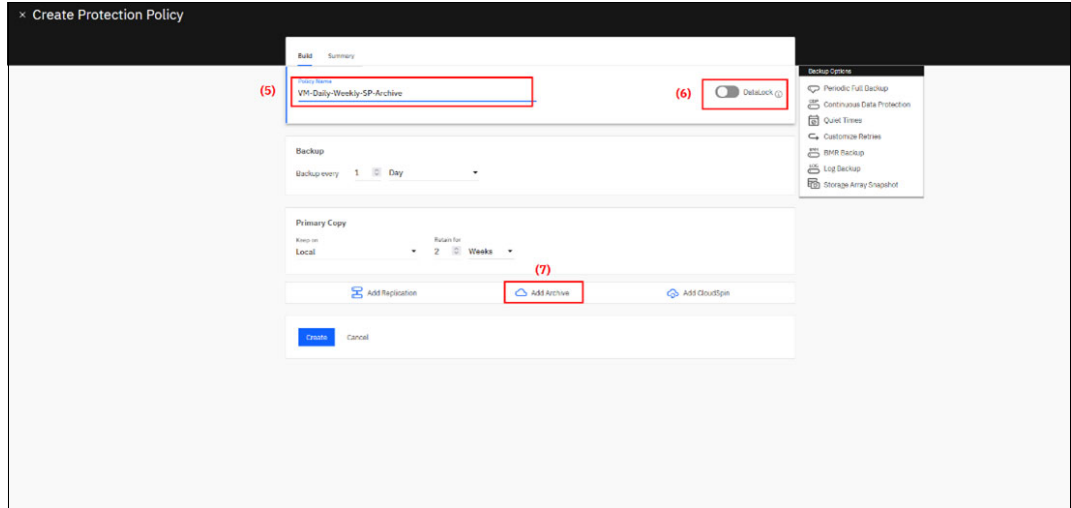 × Create Protection Policy
Build Summary
Policy Name
(5) VM-Daily-Weekly-SP-Archive
(6) DataLock
Backup Options
Periodic Full Backup
CDP Continuous Data Protection
Quiet Times
Customize Retries
BMR Backup
LOG Log Backup
Storage Array Snapshot
Backup
Backup every 1 Day
Primary Copy
Keep on Retain for
Local 2 Weeks
(7)
Add Replication Add Archive Add CloudSpin
Create Cancel